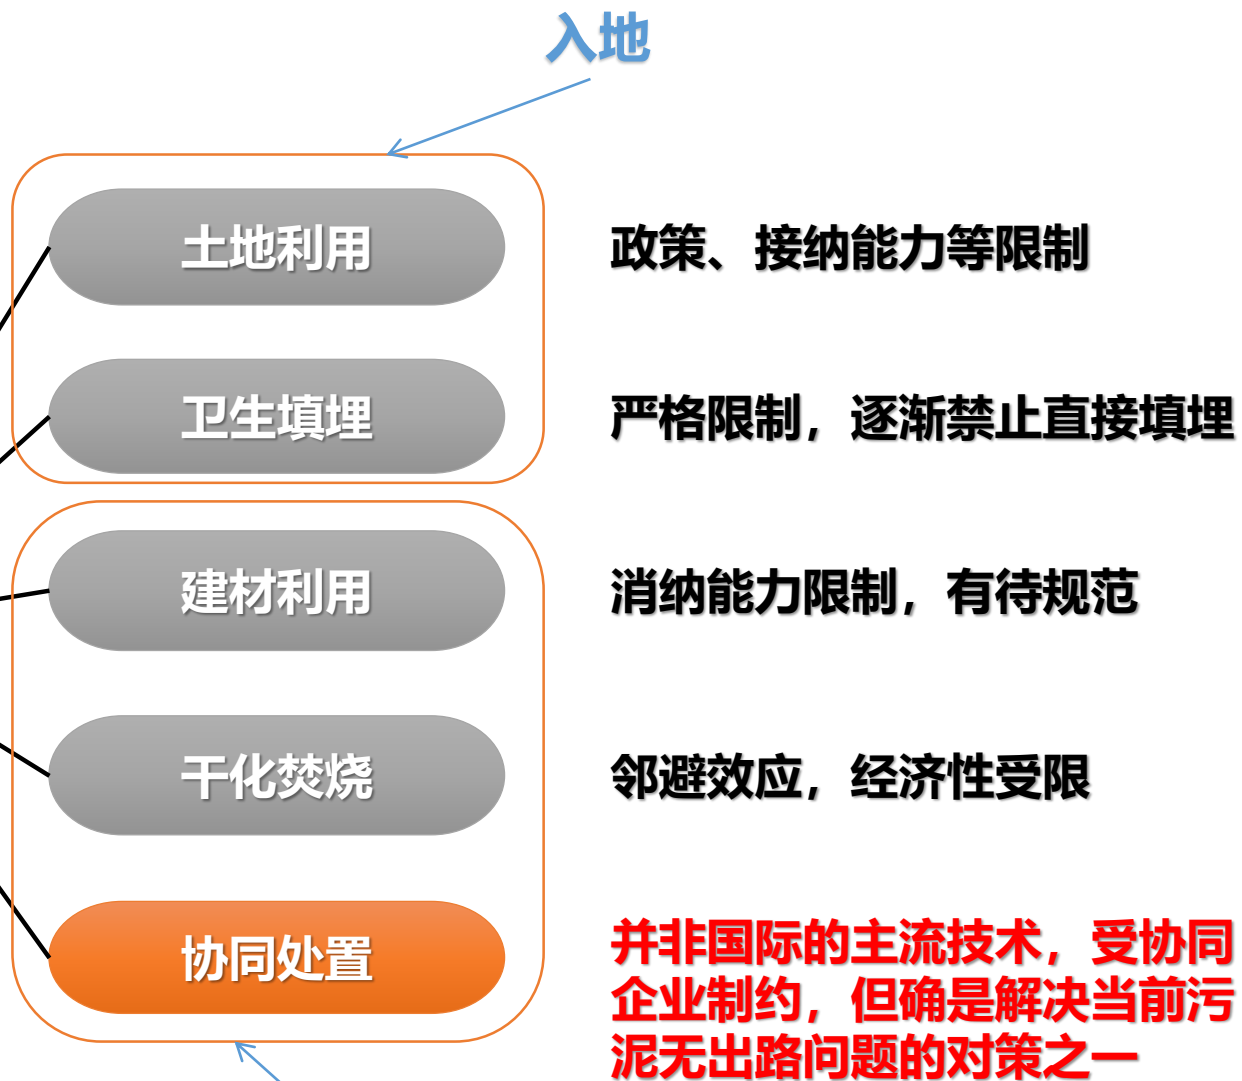 入地
土地利用
政策、接纳能力等限制
卫生填埋
严格限制，逐渐禁止直接填埋
建材利用
消纳能力限制，有待规范
干化焚烧
邻避效应，经济性受限
协同处置
并非国际的主流技术，受协同
企业制约，但确是解决当前污
泥无出路问题的对策之一